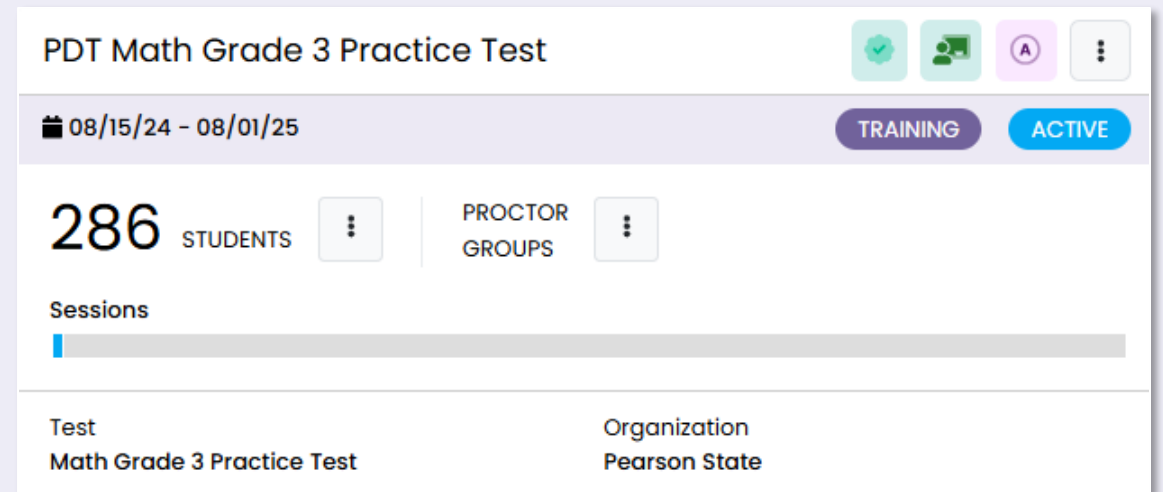 PDT Math Grade 3 Practice Test
A
08/15/24 - 08/01/25
TRAINING
ACTIVE
286 STUDENTS
PROCTOR
GROUPS
Sessions
Test
Math Grade 3 Practice Test
Organization
Pearson State